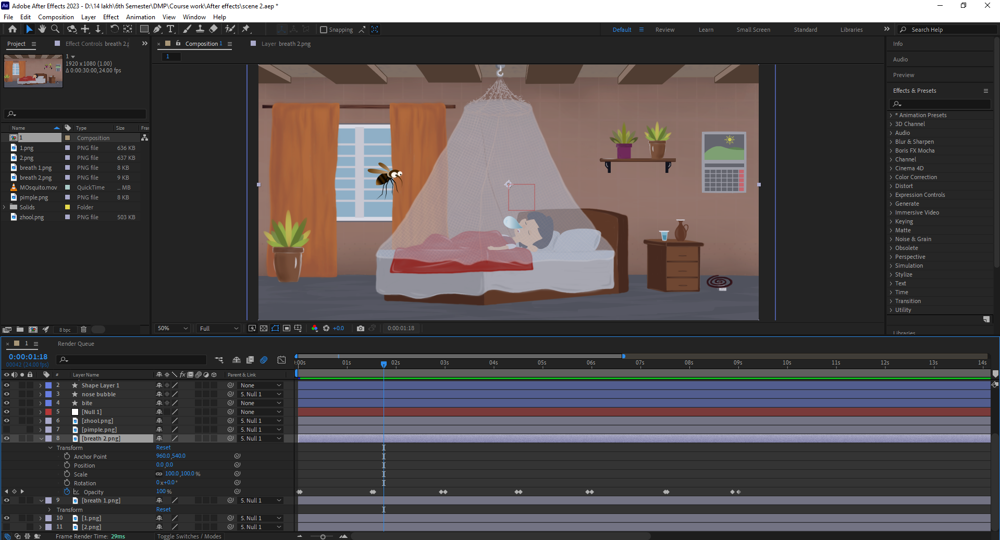 Ae Adobe After Effects 2023 - D:\14 lakh\6th Semester\DMP\Course work\After effects\scene 2.aep *
File Edit Composition Layer Effect Animation View Window Help
Snapping Default Review Learn Small Screen Standard Libraries Search Help
Project Effect Controls breath 2.p Composition 1 Layer breath 2.png Info
1
1920 x 1080 (1.00)
Δ 0:00:30:00, 24.00 fps
1
Audio
Preview
Effects & Presets
Name Type Size Fra
1 Composition
1.png PNG file 636 KB
2.png PNG file 637 KB
breath 1.png PNG file 8 KB
breath 2.png PNG file 9 KB
MOsquito.mov QuickTime ... MB
pimple.png PNG file 8 KB
Solids Folder
zhool.png PNG file 503 KB
* Animation Presets
3D Channel
Audio
Blur & Sharpen
Boris FX Mocha
Channel
Cinema 4D
Color Correction
Distort
Expression Controls
Generate
Immersive Video
Keying
Matte
Noise & Grain
Obsolete
Perspective
Simulation
Stylize
Text
Time
Transition
Utility
Libraries
8 bpc 50% Full +0.0 0:00:01:18
1 Render Queue
0:00:01:18
00042 (24.00 fps)
:00s 01s 02s 03s 04s 05s 06s 07s 08s 09s 10s 11s 12s 13s 14s
# Layer Name fx Parent & Link
2 Shape Layer 1 None
3 nose bubble 5. Null 1
4 bite None
5 [Null 1] None
6 [zhool.png] 5. Null 1
7 [pimple.png] 5. Null 1
8 [breath 2.png] 5. Null 1
Transform Reset
Anchor Point 960.0,540.0
Position 0.0,0.0
Scale 100.0,100.0 %
Rotation 0x+0.0°
Opacity 100 %
9 [breath 1.png] 5. Null 1
Transform Reset
10 [1.png] 5. Null 1
11 [2.png] 5. Null 1
Frame Render Time: 29ms Toggle Switches / Modes